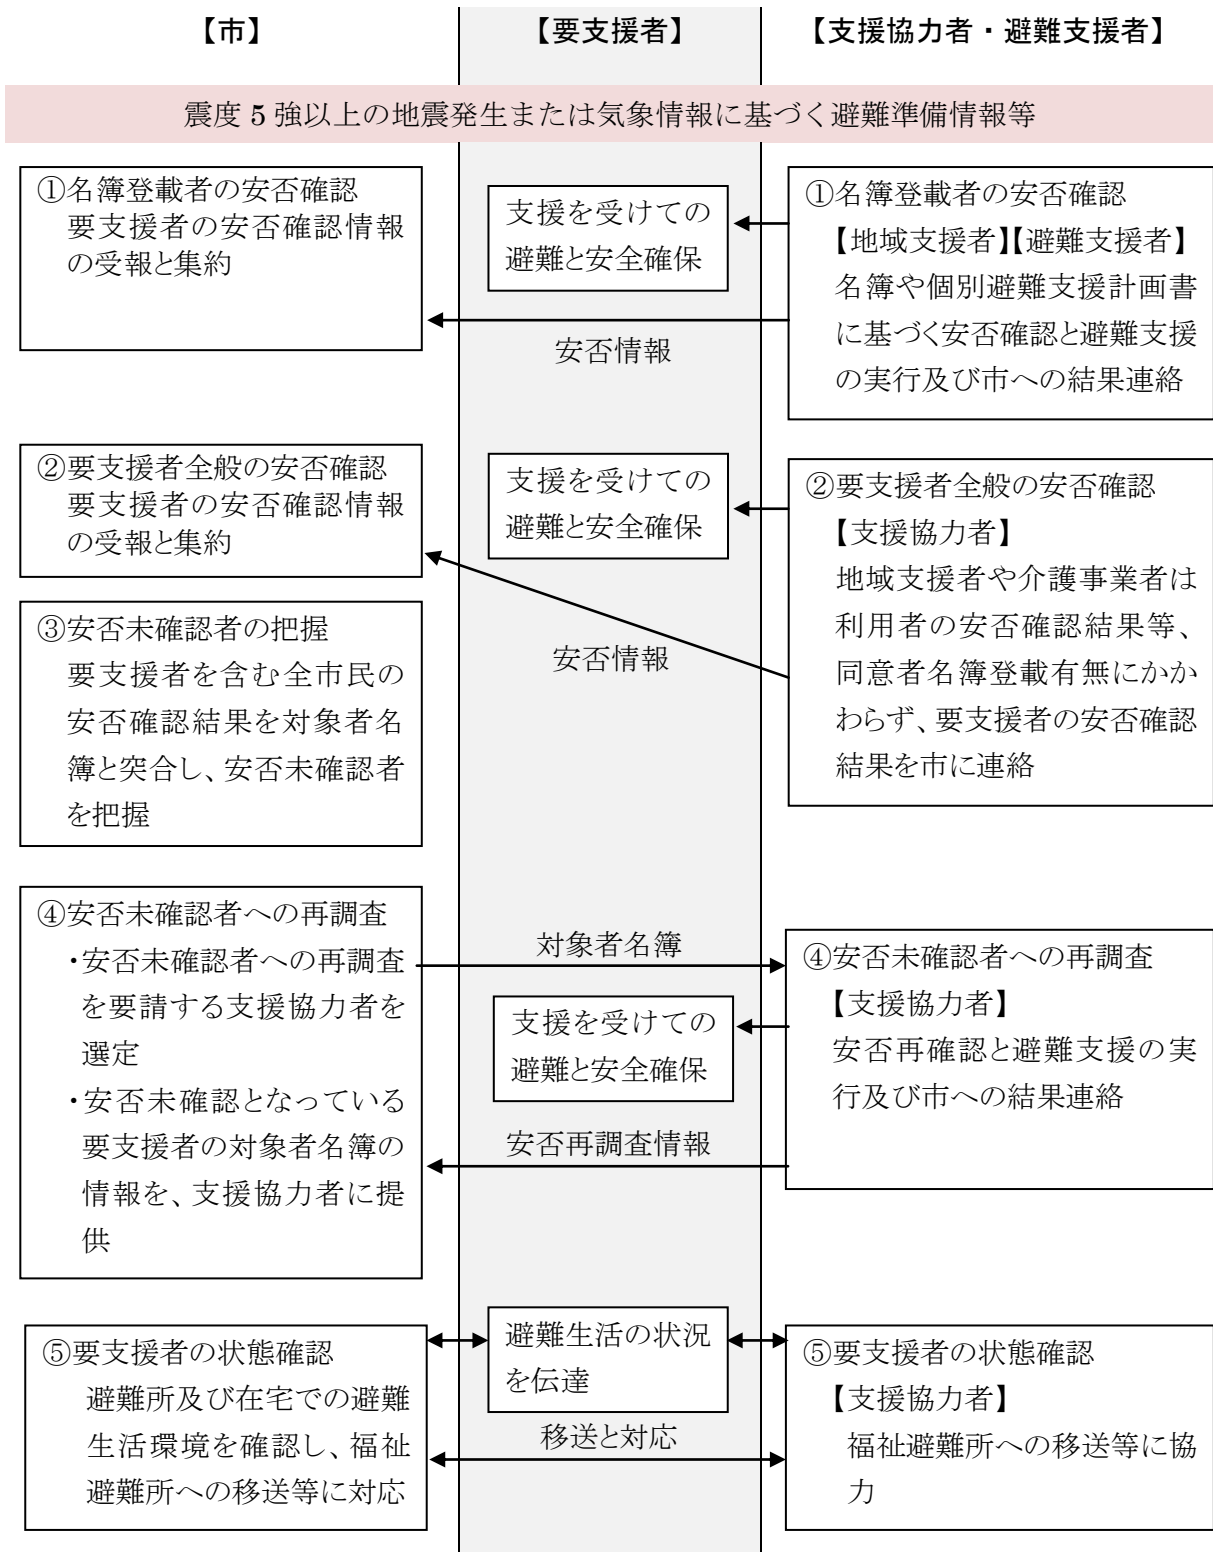 【市】
【要支援者】
【支援協力者・避難支援者】
震度 5 強以上の地震発生または気象情報に基づく避難準備情報等
①名簿登載者の安否確認
要支援者の安否確認情報
の受報と集約
支援を受けての
避難と安全確保
安否情報
①名簿登載者の安否確認
【地域支援者】【避難支援者】
名簿や個別避難支援計画書
に基づく安否確認と避難支援
の実行及び市への結果連絡
②要支援者全般の安否確認
要支援者の安否確認情報
の受報と集約
支援を受けての
避難と安全確保
安否情報
②要支援者全般の安否確認
【支援協力者】
地域支援者や介護事業者は
利用者の安否確認結果等、
同意者名簿登載有無にかか
わらず、要支援者の安否確認
結果を市に連絡
③安否未確認者の把握
要支援者を含む全市民の
安否確認結果を対象者名
簿と突合し、安否未確認者
を把握
④安否未確認者への再調査
・安否未確認者への再調査
を要請する支援協力者を
選定
・安否未確認となっている
要支援者の対象者名簿の
情報を、支援協力者に提
供
対象者名簿
支援を受けての
避難と安全確保
安否再調査情報
④安否未確認者への再調査
【支援協力者】
安否再確認と避難支援の実
行及び市への結果連絡
⑤要支援者の状態確認
避難所及び在宅での避難
生活環境を確認し、福祉
避難所への移送等に対応
避難生活の状況
を伝達
移送と対応
⑤要支援者の状態確認
【支援協力者】
福祉避難所への移送等に協
力